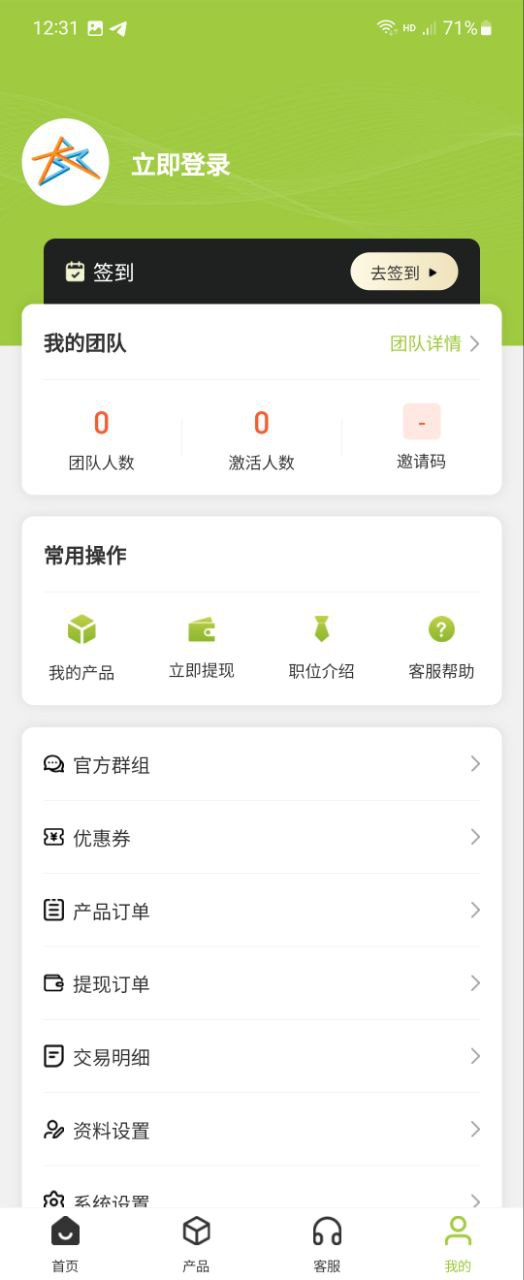 12:31 HD 71%
立即登录
签到 去签到
我的团队 团队详情
0 0 -
团队人数 激活人数 邀请码
常用操作
我的产品 立即提现 职位介绍 客服帮助
官方群组
优惠券
产品订单
提现订单
交易明细
资料设置
系统设置
首页 产品 客服 我的